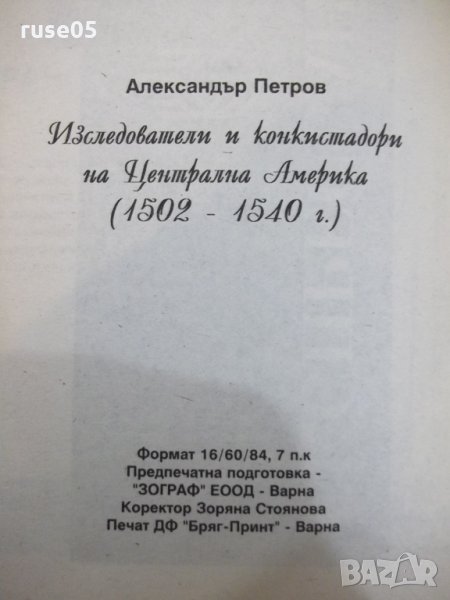 ruse05
Александър Петров
Изследователи и конкистадори
на Централна Америка
(1502 - 1540 г.)
Формат 16/60/84, 7 п.к
Предпечатна подготовка -
"ЗОГРАФ" ЕООД - Варна
Коректор Зоряна Стоянова
Печат ДФ "Бряг-Принт" - Варна
BAZAR